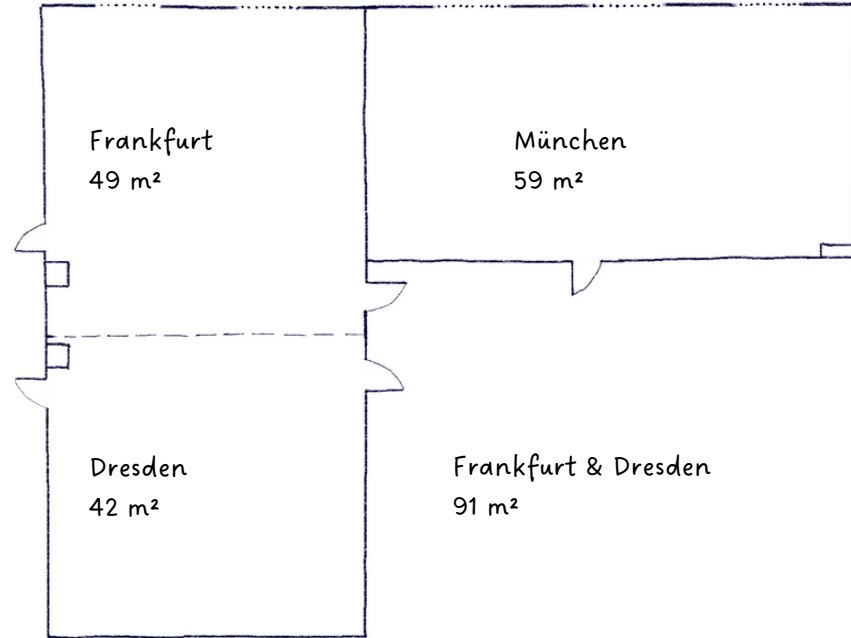 Frankfurt
49 m²
München
59 m²
Dresden
42 m²
Frankfurt & Dresden
91 m²